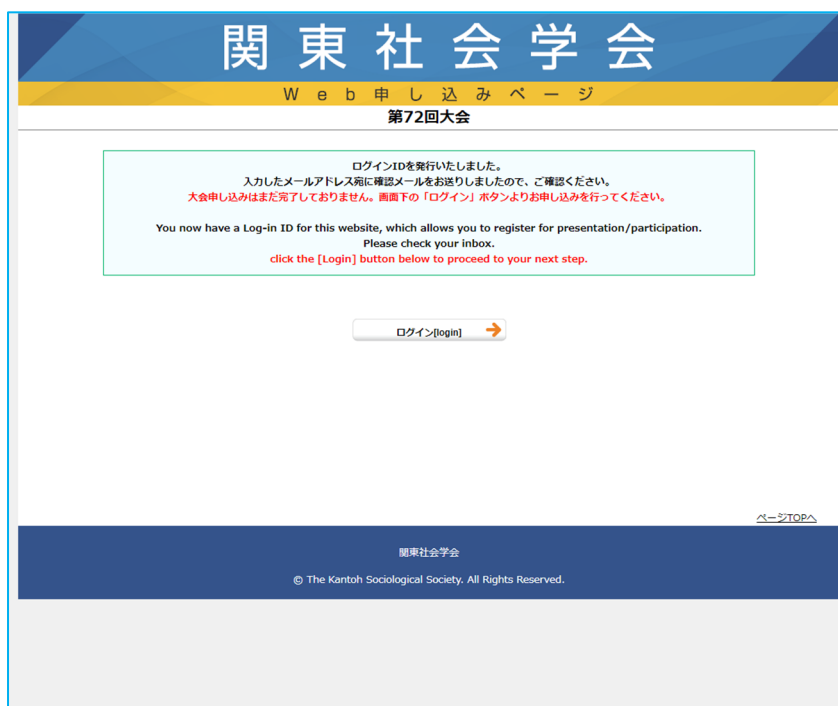 関東社会学会
Web申し込みページ
第72回大会
ログインIDを発行いたしました。
入力したメールアドレス宛に確認メールをお送りしましたので、ご確認ください。
大会申し込みはまだ完了しておりません。画面下の「ログイン」ボタンよりお申し込みを行ってください。
You now have a Log-in ID for this website, which allows you to register for presentation/participation.
Please check your inbox.
click the [Login] button below to proceed to your next step.
ログイン[login]
ページTOPへ
関東社会学会
© The Kantoh Sociological Society. All Rights Reserved.